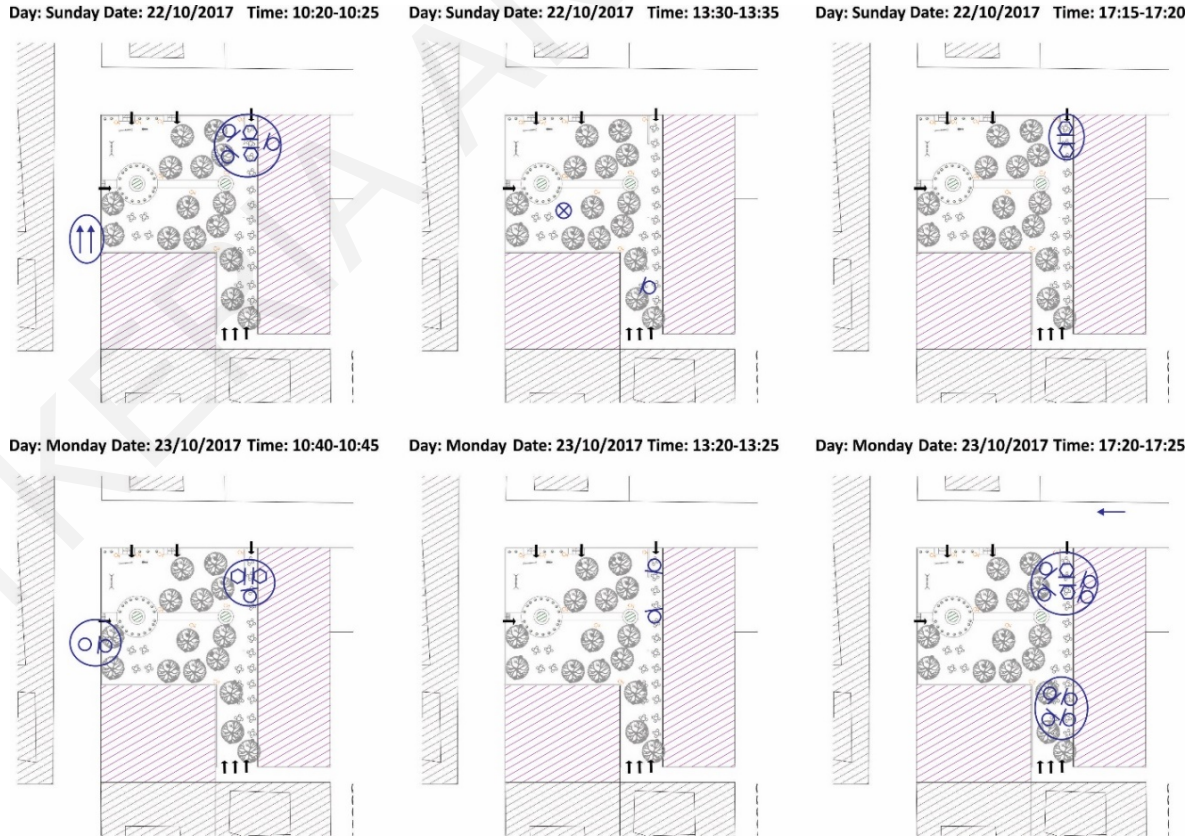 Day: Sunday Date: 22/10/2017 Time: 10:20-10:25
Day: Sunday Date: 22/10/2017 Time: 13:30-13:35
Day: Sunday Date: 22/10/2017 Time: 17:15-17:20
Day: Monday Date: 23/10/2017 Time: 10:40-10:45
Day: Monday Date: 23/10/2017 Time: 13:20-13:25
Day: Monday Date: 23/10/2017 Time: 17:20-17:25